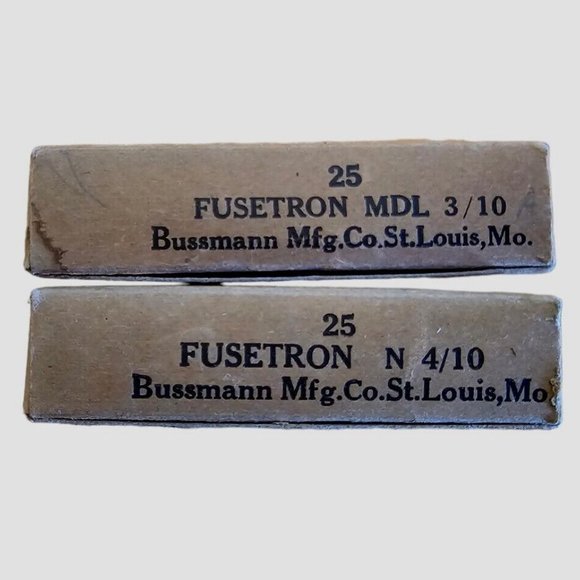 25
FUSETRON MDL 3/10
Bussmann Mfg.Co.St.Louis,Mo.
25
FUSETRON N 4/10
Bussmann Mfg.Co.St.Louis,Mo